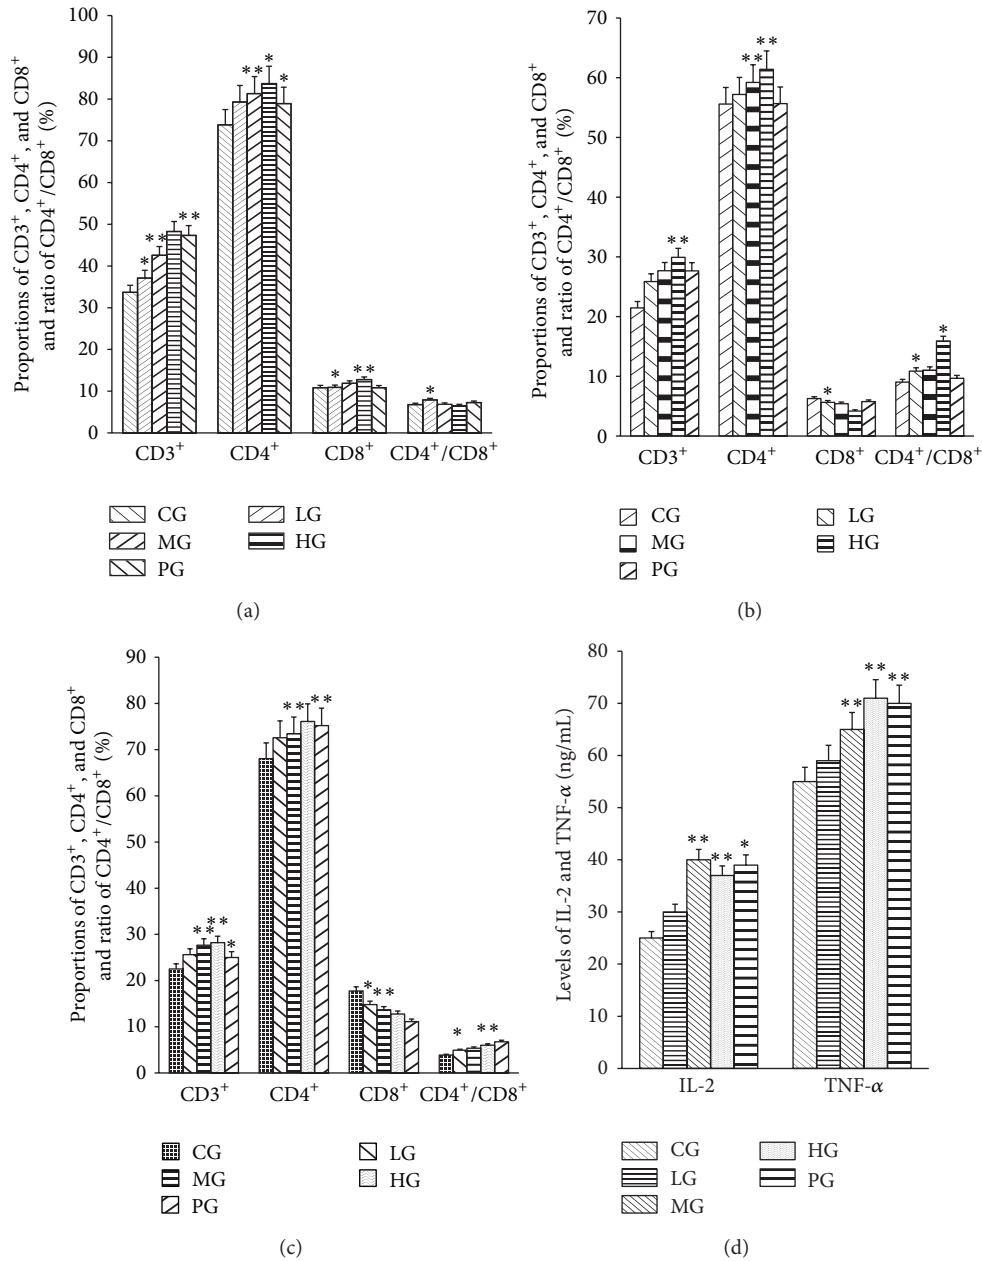 Proportions of CD3⁺, CD4⁺, and CD8⁺
and ratio of CD4⁺/CD8⁺ (%)
100
90
80
70
60
50
40
30
20
10
0
* *
*
* *
* *
*
*
*
* *
*
CD3⁺ CD4⁺ CD8⁺ CD4⁺/CD8⁺
CG LG
MG HG
PG
(a)
Proportions of CD3⁺, CD4⁺, and CD8⁺
and ratio of CD4⁺/CD8⁺ (%)
70
60
50
40
30
20
10
0
* *
* *
* *
*
*
*
CD3⁺ CD4⁺ CD8⁺ CD4⁺/CD8⁺
CG LG
MG HG
PG
(b)
Proportions of CD3⁺, CD4⁺, and CD8⁺
and ratio of CD4⁺/CD8⁺ (%)
90
80
70
60
50
40
30
20
10
0
* *
* *
*
* *
* *
*
* *
*
* *
CD3⁺ CD4⁺ CD8⁺ CD4⁺/CD8⁺
CG LG
MG HG
PG
(c)
Levels of IL-2 and TNF-α (ng/mL)
80
70
60
50
40
30
20
10
0
* *
* *
*
* *
* *
* *
IL-2 TNF-α
CG HG
LG PG
MG
(d)